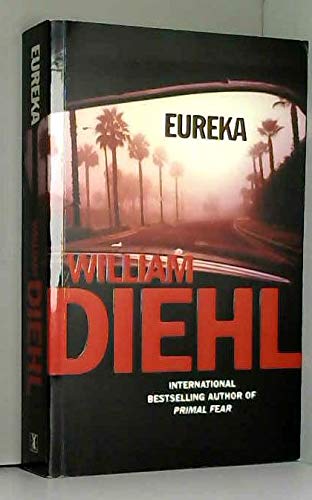 EUREKA
WILLIAM
DIEHL
INTERNATIONAL
BESTSELLING AUTHOR OF
PRIMAL FEAR
EUREKA
WILLIAM
DIEHL